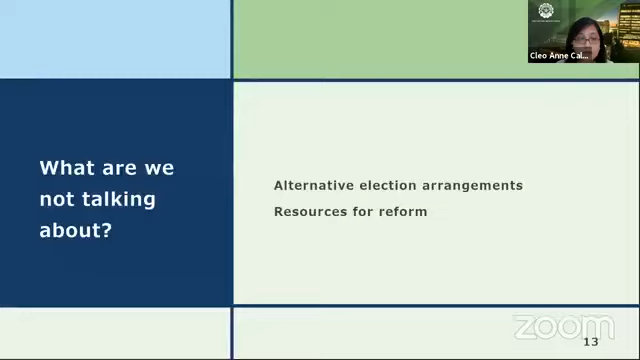 Cleo Anne Cal...
What are we
not talking
about?
Alternative election arrangements
Resources for reform
zoom
13